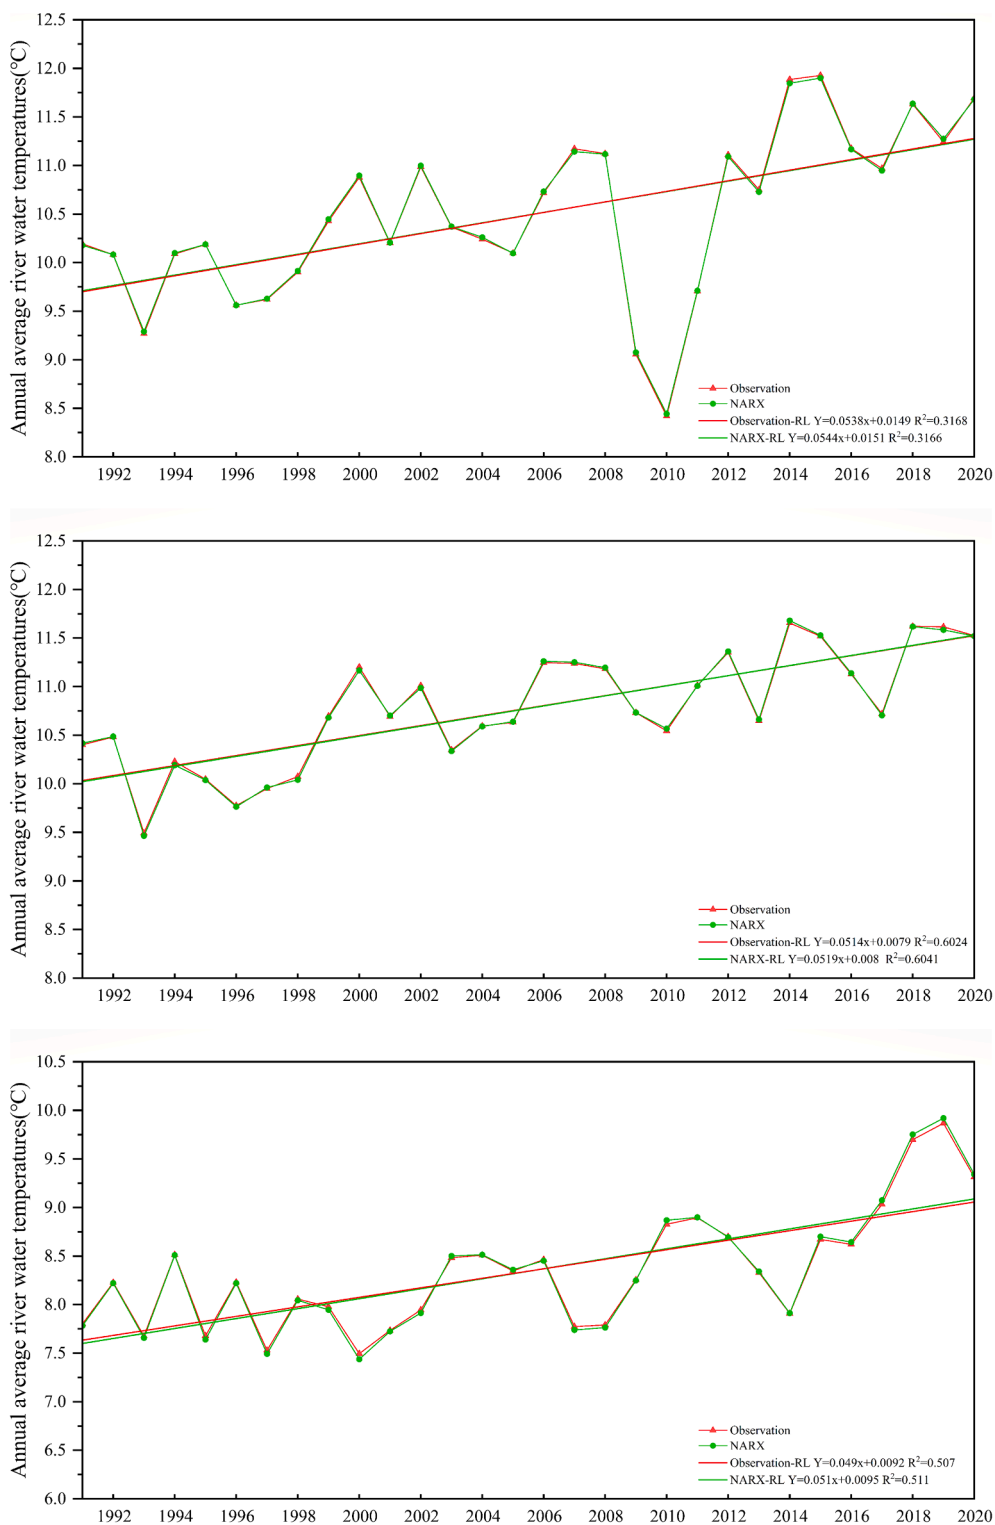 Annual average river water temperatures(℃)
12.5
12.0
11.5
11.0
10.5
10.0
9.5
9.0
8.5
8.0
Observation
NARX
Observation-RL Y=0.0538x+0.0149 R²=0.3168
NARX-RL Y=0.0544x+0.0151 R²=0.3166
1992 1994 1996 1998 2000 2002 2004 2006 2008 2010 2012 2014 2016 2018 2020
Annual average river water temperatures(℃)
12.5
12.0
11.5
11.0
10.5
10.0
9.5
9.0
8.5
8.0
Observation
NARX
Observation-RL Y=0.0514x+0.0079 R²=0.6024
NARX-RL Y=0.0519x+0.008 R²=0.6041
1992 1994 1996 1998 2000 2002 2004 2006 2008 2010 2012 2014 2016 2018 2020
Annual average river water temperatures(℃)
10.5
10.0
9.5
9.0
8.5
8.0
7.5
7.0
6.5
6.0
Observation
NARX
Observation-RL Y=0.049x+0.0092 R²=0.507
NARX-RL Y=0.051x+0.0095 R²=0.511
1992 1994 1996 1998 2000 2002 2004 2006 2008 2010 2012 2014 2016 2018 2020